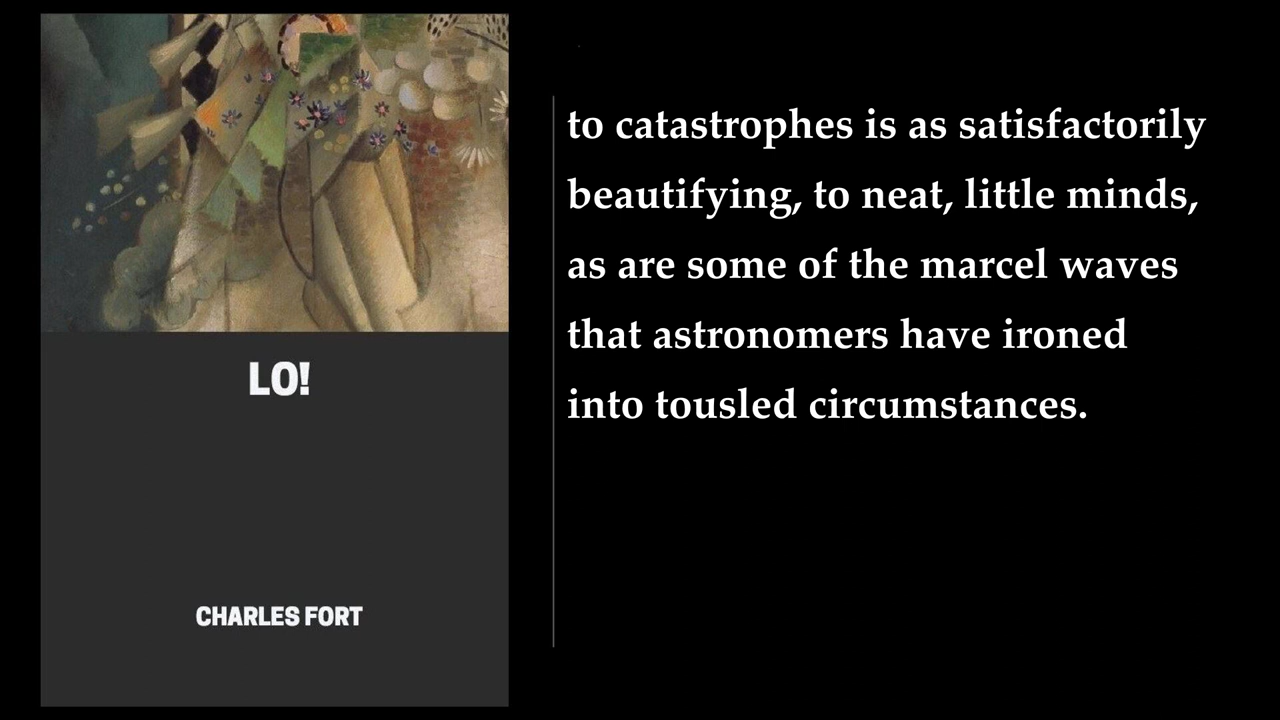 LO!
CHARLES FORT
to catastrophes is as satisfactorily
beautifying, to neat, little minds,
as are some of the marcel waves
that astronomers have ironed
into tousled circumstances.